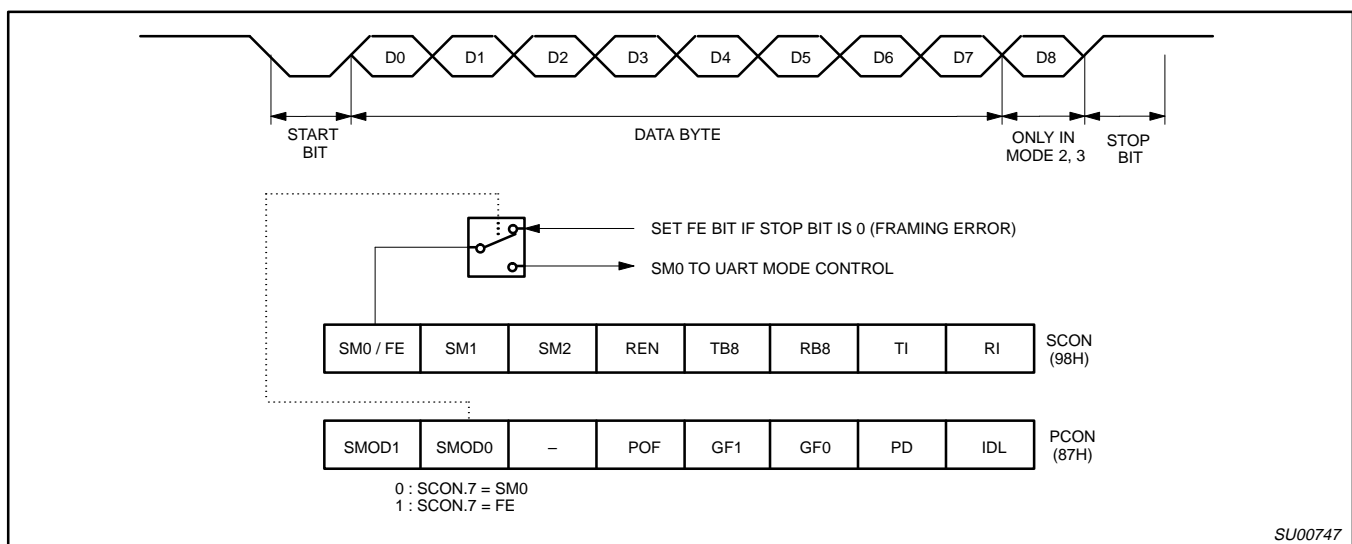 D0 D1 D2 D3 D4 D5 D6 D7 D8
START
BIT
DATA BYTE
ONLY IN
MODE 2, 3
STOP
BIT
SET FE BIT IF STOP BIT IS 0 (FRAMING ERROR)
SM0 TO UART MODE CONTROL
SM0 / FE SM1 SM2 REN TB8 RB8 TI RI
SCON
(98H)
SMOD1 SMOD0 – POF GF1 GF0 PD IDL
PCON
(87H)
0 : SCON.7 = SM0
1 : SCON.7 = FE
SU00747